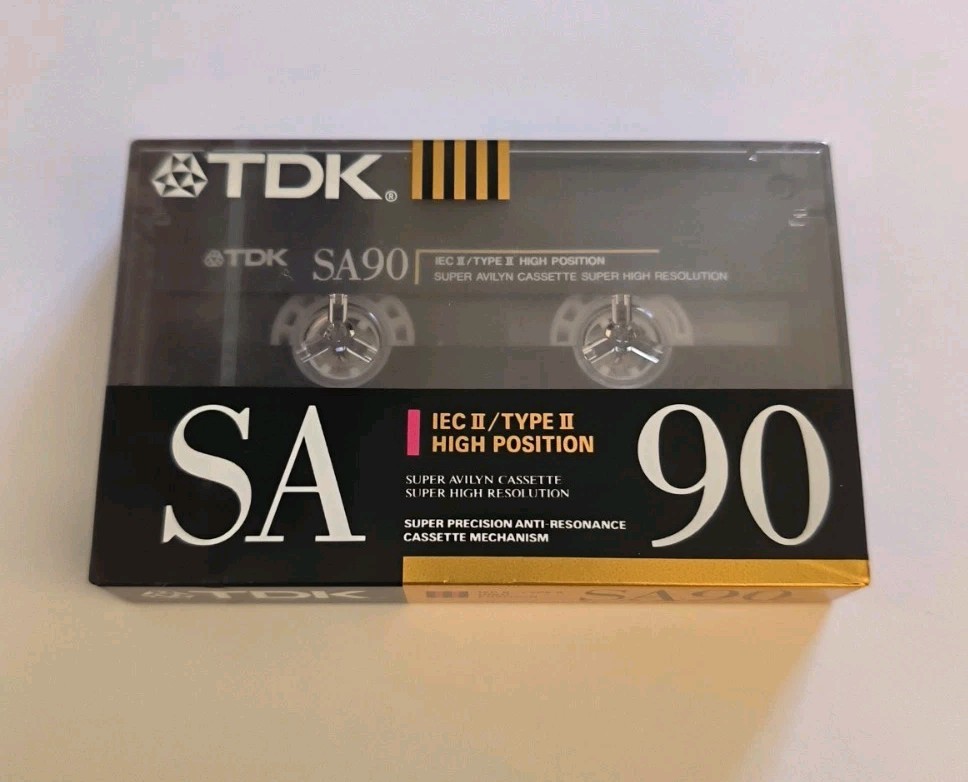 TDK®
TDK SA90 IEC II/TYPE II HIGH POSITION
SUPER AVILYN CASSETTE SUPER HIGH RESOLUTION
SA IEC II/TYPE II 90
HIGH POSITION
SUPER AVILYN CASSETTE
SUPER HIGH RESOLUTION
SUPER PRECISION ANTI-RESONANCE
CASSETTE MECHANISM
TDK SA90